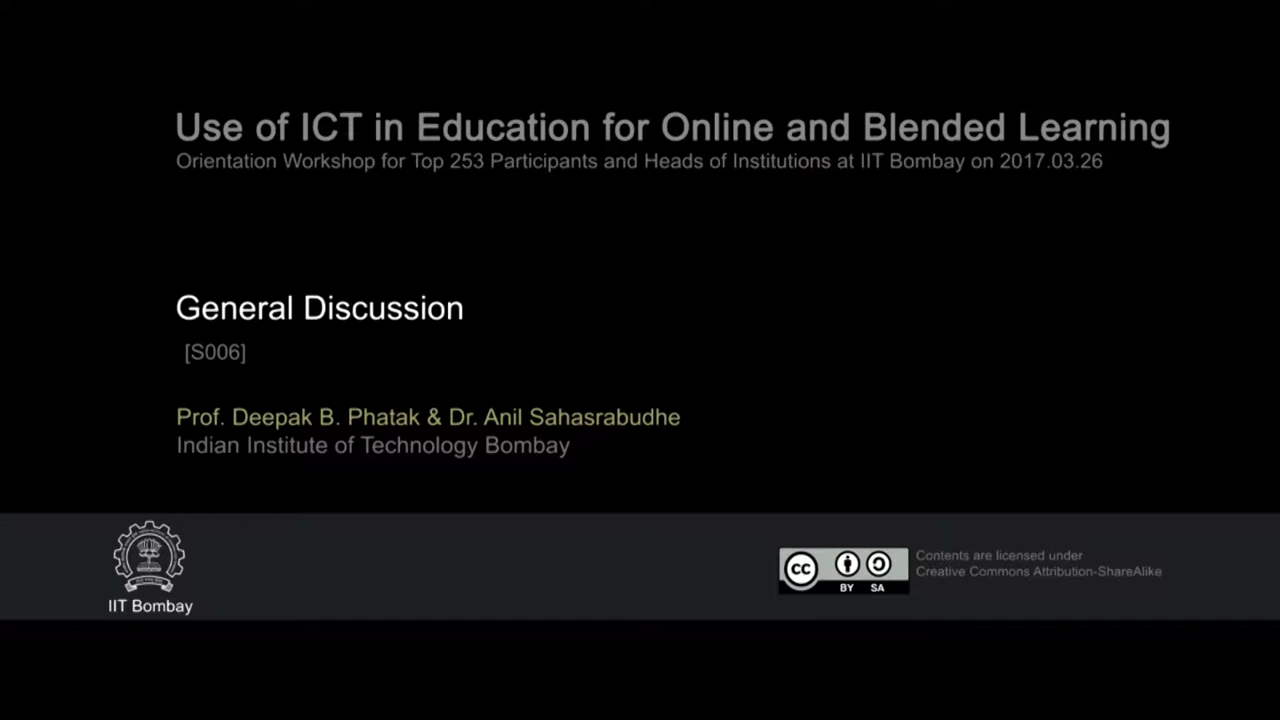 Use of ICT in Education for Online and Blended Learning
Orientation Workshop for Top 253 Participants and Heads of Institutions at IIT Bombay on 2017.03.26
General Discussion
[S006]
Prof. Deepak B. Phatak & Dr. Anil Sahasrabudhe
Indian Institute of Technology Bombay
IIT Bombay
cc
BY SA
Contents are licensed under
Creative Commons Attribution-ShareAlike